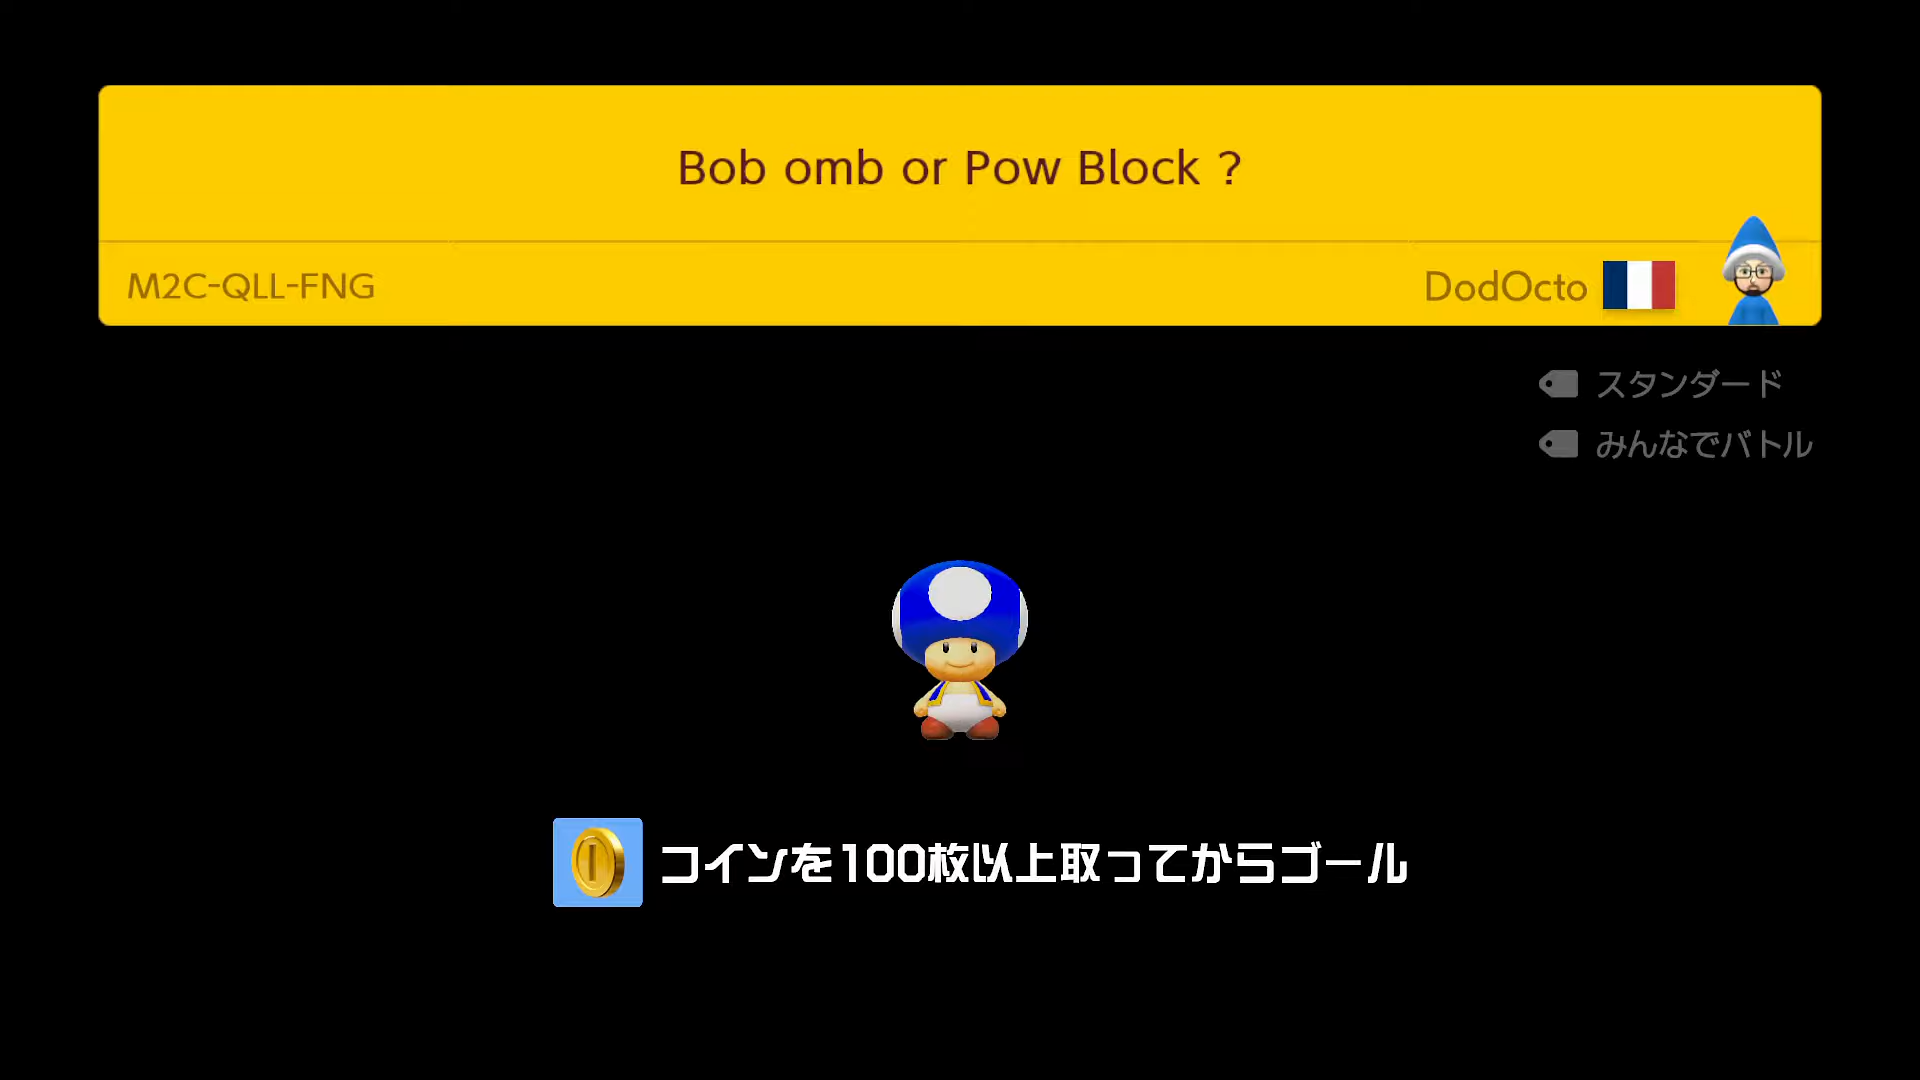 Bob omb or Pow Block ?
M2C-QLL-FNG
DodOcto
スタンダード
みんなでバトル
コインを100枚以上取ってからゴール